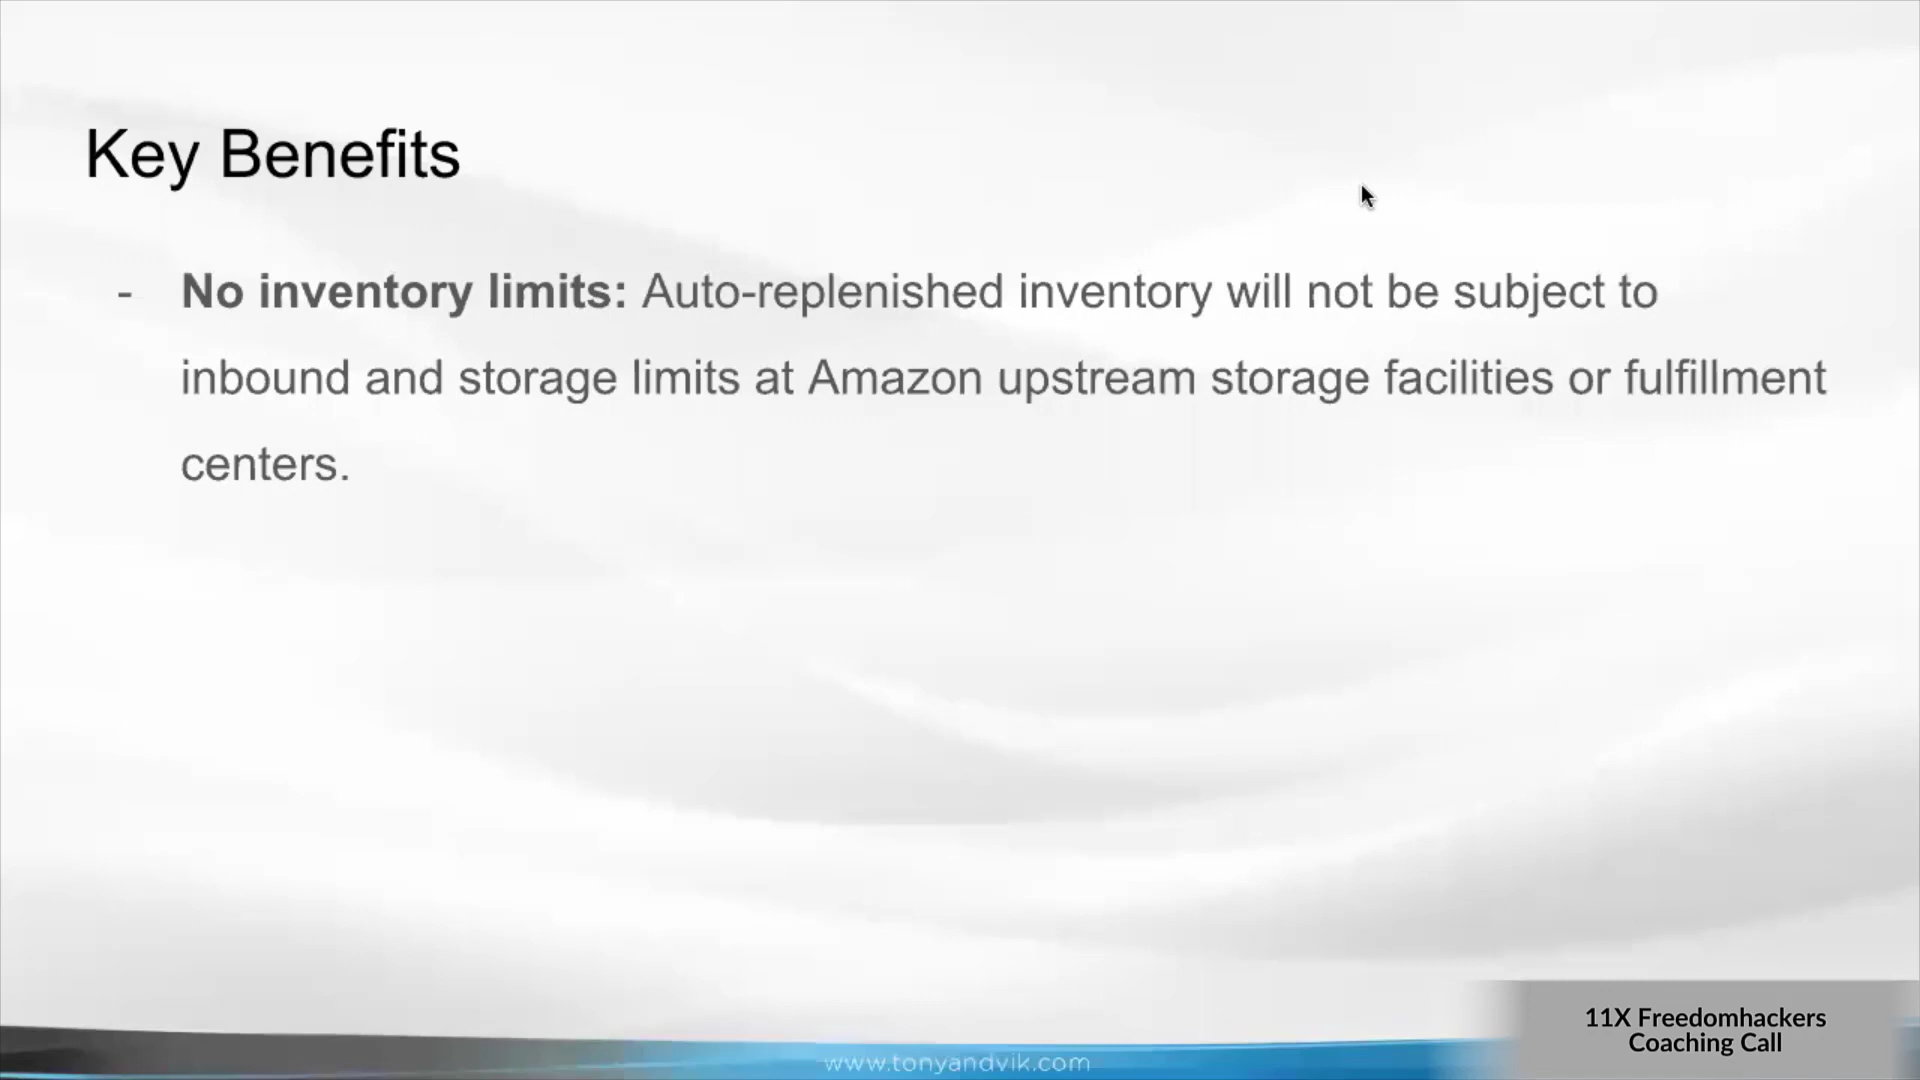 Key Benefits
- No inventory limits: Auto-replenished inventory will not be subject to
inbound and storage limits at Amazon upstream storage facilities or fulfillment
centers.
www.tonyandvik.com
11X Freedomhackers
Coaching Call